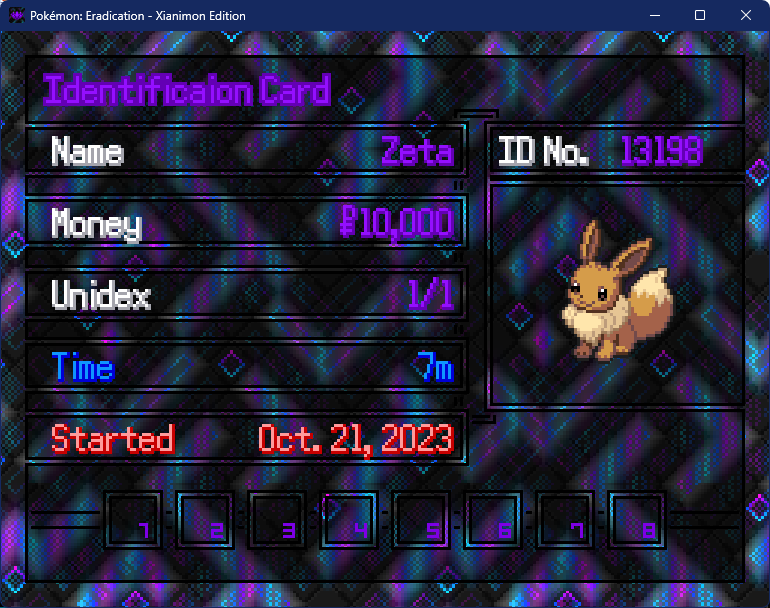 Pokémon: Eradication - Xianimon Edition
Identificaion Card
Name Zeta
ID No. 13198
Money ₽10,000
Unidex 1/1
Time 7m
Started Oct. 21, 2023
1 2 3 4 5 6 7 8